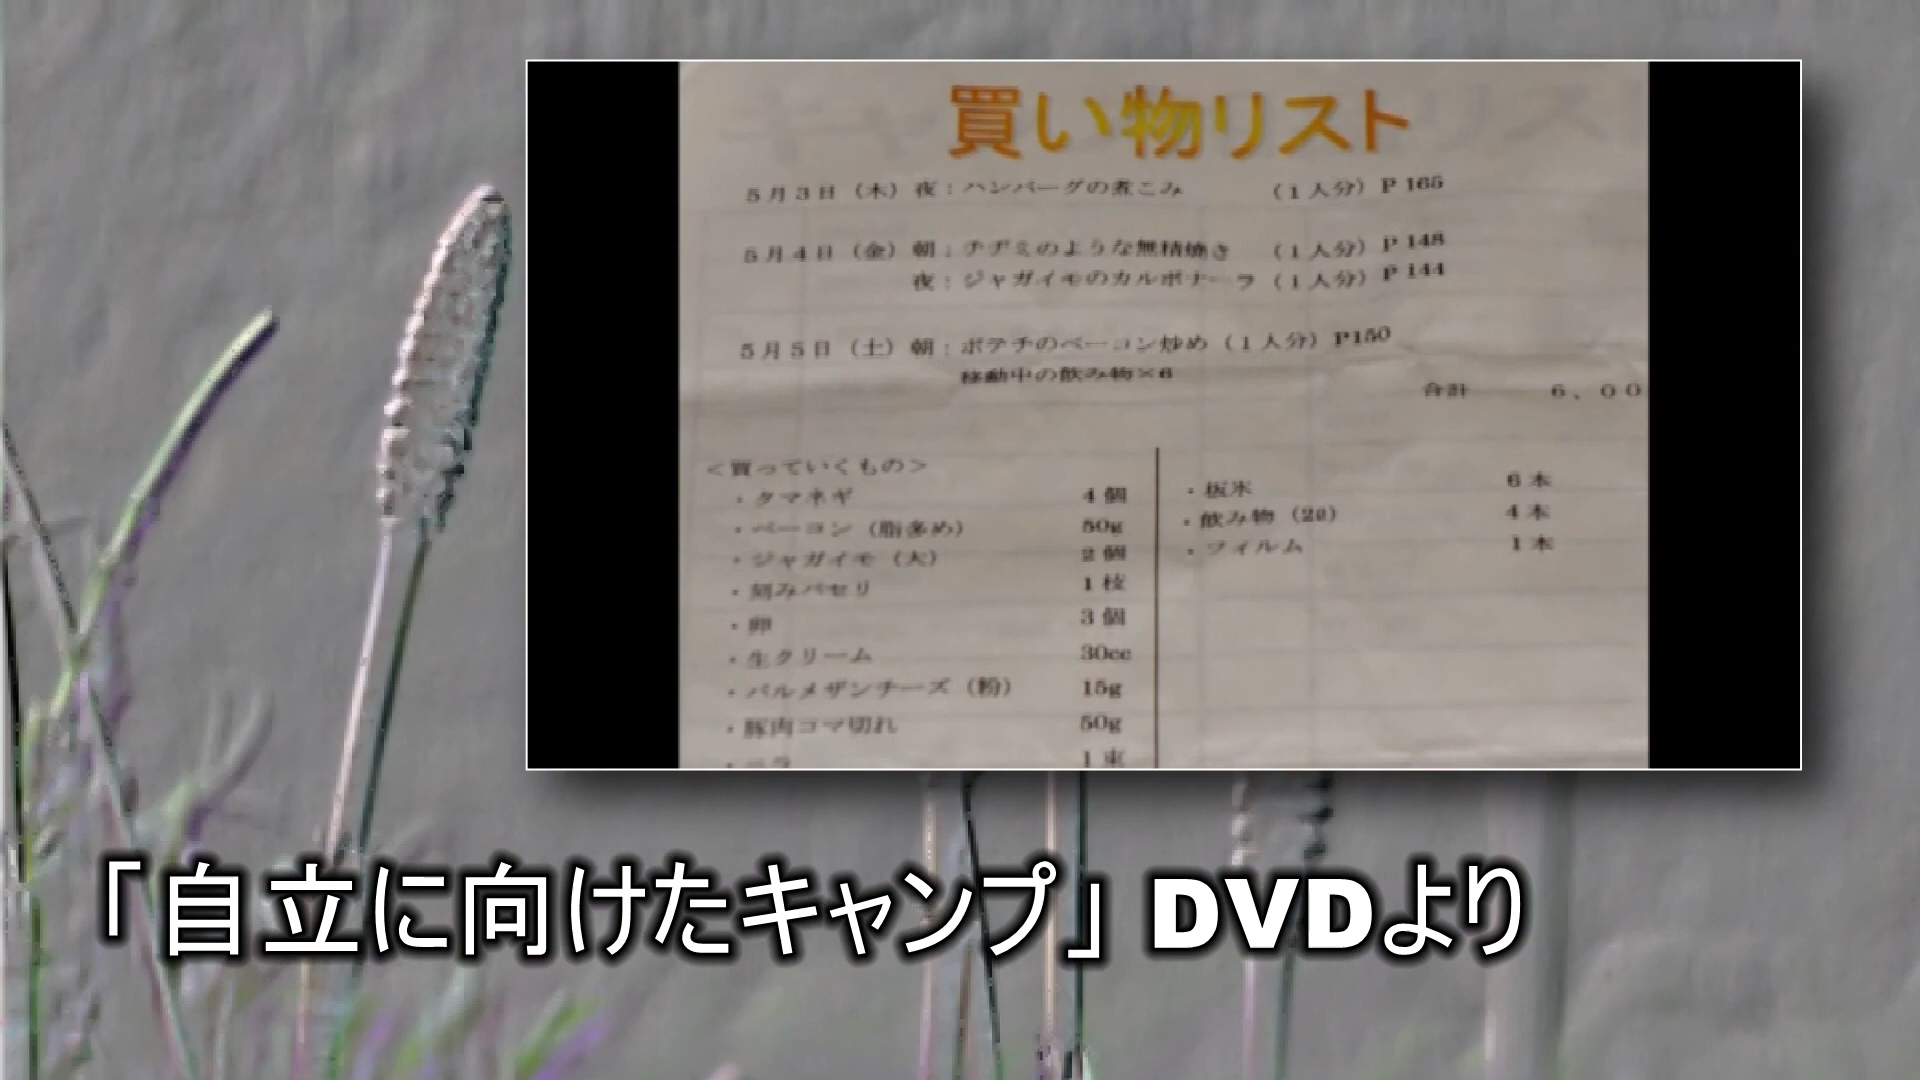 買い物リスト
5月3日（木）夜：ハンバーグの煮こみ （1人分）P 165
5月4日（金）朝：チヂミのような無精焼き （1人分）P 148
夜：ジャガイモのカルボナーラ（1人分）P 144
5月5日（土）朝：ポテチのベーコン炒め（1人分）P150
移動中の飲み物×6
合計 6，00
＜買っていくもの＞
・タマネギ 4個
・ベーコン（脂多め） 50g
・ジャガイモ（大） 2個
・刻みパセリ 1枝
・卵 3個
・生クリーム 30cc
・パルメザンチーズ（粉） 15g
・豚肉コマ切れ 50g
・ニラ 1束
・板氷 6本
・飲み物（2ℓ） 4本
・フィルム 1本
「自立に向けたキャンプ」DVDより